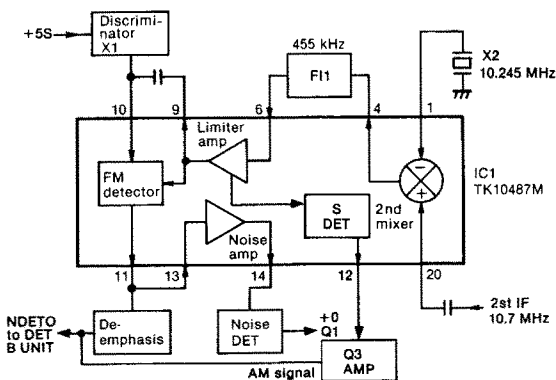 Discrimi-
nator
X1
+5S
455 kHz
FI1
X2
10.245 MHz
10
9
6
4
1
Limiter
amp
FM
detector
IC1
TK10487M
S
DET
2nd
mixer
Noise
amp
11
13
14
12
20
2st IF
10.7 MHz
NDETO
to DET
B UNIT
De-
emphasis
Noise
DET
+0
Q1
Q3
AMP
AM signal